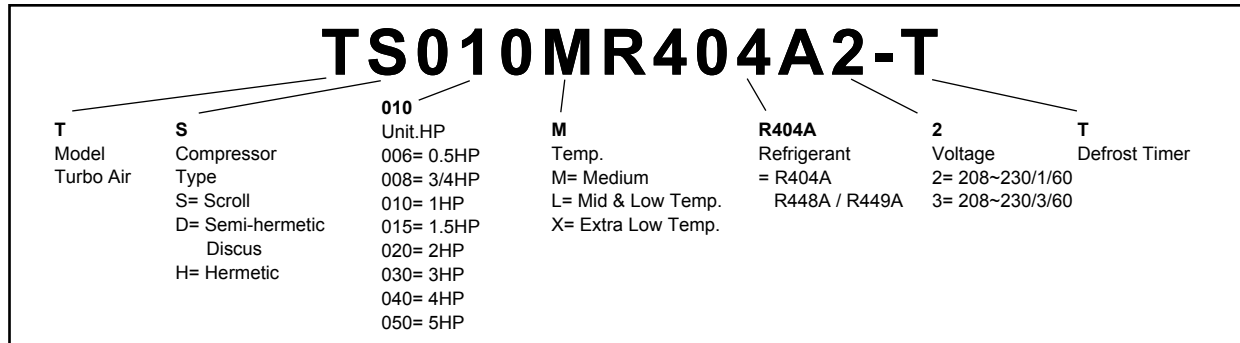 TS010MR404A2-T
T
Model
Turbo Air
S
Compressor
Type
S= Scroll
D= Semi-hermetic
Discus
H= Hermetic
010
Unit.HP
006= 0.5HP
008= 3/4HP
010= 1HP
015= 1.5HP
020= 2HP
030= 3HP
040= 4HP
050= 5HP
M
Temp.
M= Medium
L= Mid & Low Temp.
X= Extra Low Temp.
R404A
Refrigerant
= R404A
R448A / R449A
2
Voltage
2= 208~230/1/60
3= 208~230/3/60
T
Defrost Timer